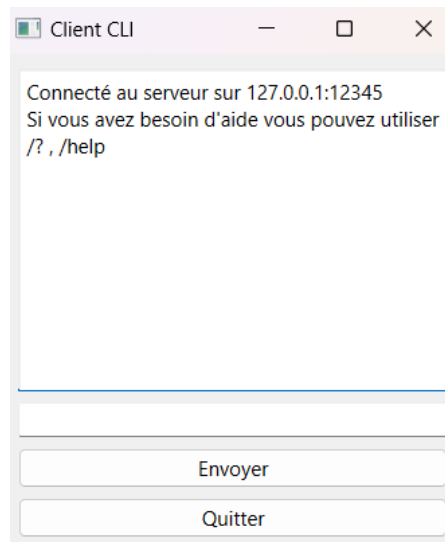 Client CLI
Connecté au serveur sur 127.0.0.1:12345
Si vous avez besoin d'aide vous pouvez utiliser
/? , /help
Envoyer
Quitter